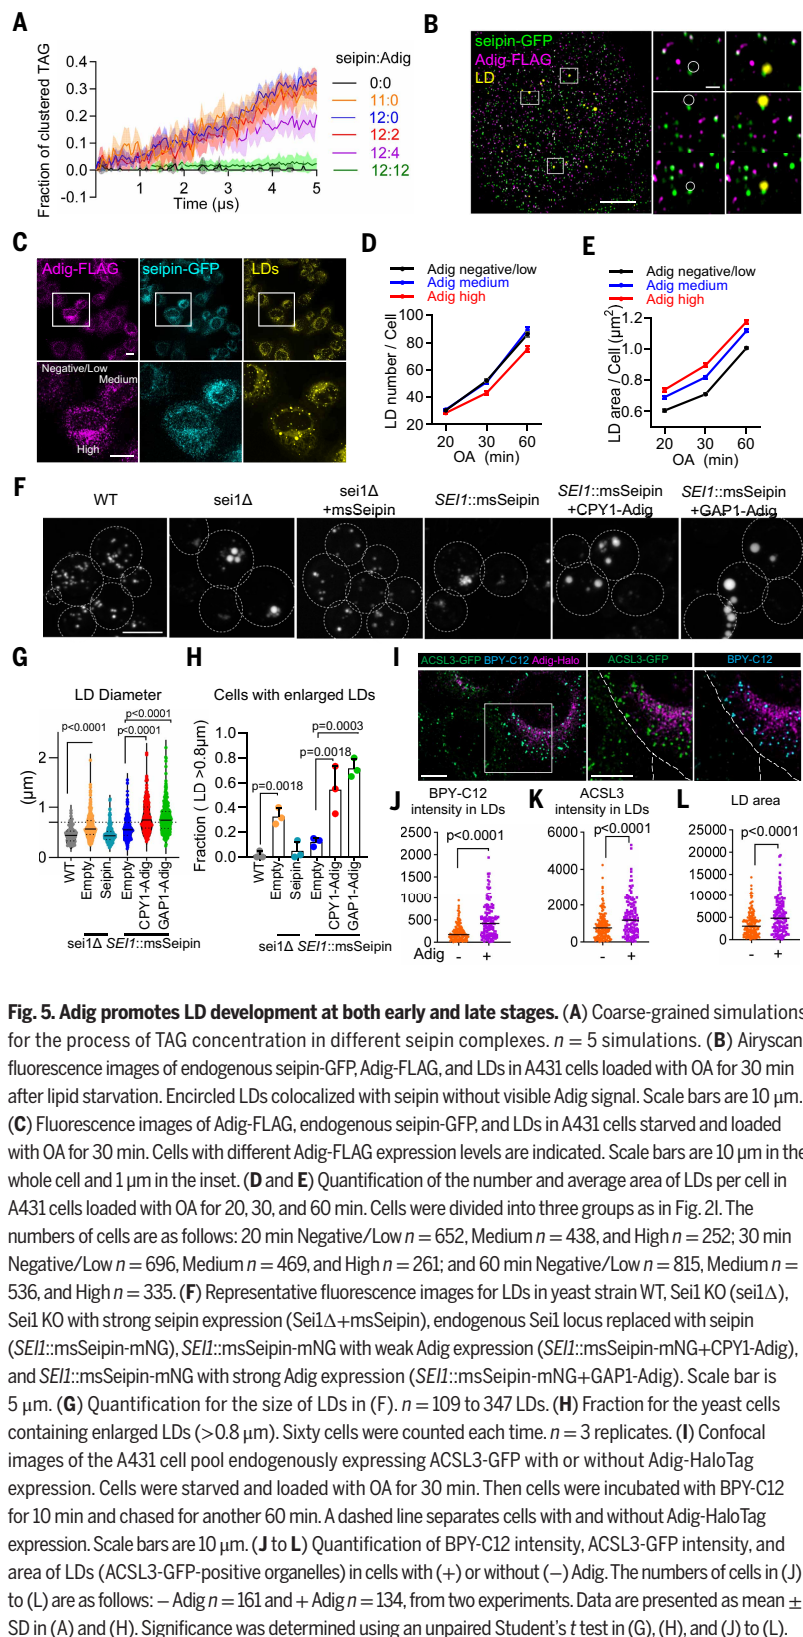 A
Fraction of clustered TAG
0.4
0.3
0.2
0.1
0.0
-0.1
1 2 3 4 5
Time (μs)
seipin:Adig
0:0
11:0
12:0
12:2
12:4
12:12
B
seipin-GFP
Adig-FLAG
LD
C
Adig-FLAG
seipin-GFP
LDs
Negative/Low
Medium
High
D
Adig negative/low
Adig medium
Adig high
LD number / Cell
100
80
60
40
20
20 30 60
OA (min)
E
Adig negative/low
Adig medium
Adig high
LD area / Cell (μm²)
1.2
1.0
0.8
0.6
20 30 60
OA (min)
F
WT
sei1Δ
sei1Δ
+msSeipin
SEI1::msSeipin
SEI1::msSeipin
+CPY1-Adig
SEI1::msSeipin
+GAP1-Adig
G
LD Diameter
p<0.0001
p<0.0001
p<0.0001
(μm)
2
1
0
WT
Empty
Seipin
Empty
CPY1-Adig
GAP1-Adig
sei1Δ SEI1::msSeipin
H
Cells with enlarged LDs
p=0.0003
p=0.0018
p=0.0018
Fraction ( LD >0.8μm)
1.0
0.8
0.6
0.4
0.2
0.0
WT
Empty
Seipin
Empty
CPY1-Adig
GAP1-Adig
sei1Δ SEI1::msSeipin
I
ACSL3-GFP BPY-C12 Adig-Halo
ACSL3-GFP
BPY-C12
J
BPY-C12
intensity in LDs
p<0.0001
2500
2000
1500
1000
500
0
Adig - +
K
ACSL3
intensity in LDs
p<0.0001
6000
4000
2000
0
- +
L
LD area
p<0.0001
25000
20000
15000
10000
5000
0
- +
Fig. 5. Adig promotes LD development at both early and late stages. (A) Coarse-grained simulations
for the process of TAG concentration in different seipin complexes. n = 5 simulations. (B) Airyscan
fluorescence images of endogenous seipin-GFP, Adig-FLAG, and LDs in A431 cells loaded with OA for 30 min
after lipid starvation. Encircled LDs colocalized with seipin without visible Adig signal. Scale bars are 10 μm.
(C) Fluorescence images of Adig-FLAG, endogenous seipin-GFP, and LDs in A431 cells starved and loaded
with OA for 30 min. Cells with different Adig-FLAG expression levels are indicated. Scale bars are 10 μm in the
whole cell and 1 μm in the inset. (D and E) Quantification of the number and average area of LDs per cell in
A431 cells loaded with OA for 20, 30, and 60 min. Cells were divided into three groups as in Fig. 2I. The
numbers of cells are as follows: 20 min Negative/Low n = 652, Medium n = 438, and High n = 252; 30 min
Negative/Low n = 696, Medium n = 469, and High n = 261; and 60 min Negative/Low n = 815, Medium n =
536, and High n = 335. (F) Representative fluorescence images for LDs in yeast strain WT, Sei1 KO (sei1Δ),
Sei1 KO with strong seipin expression (Sei1Δ+msSeipin), endogenous Sei1 locus replaced with seipin
(SEI1::msSeipin-mNG), SEI1::msSeipin-mNG with weak Adig expression (SEI1::msSeipin-mNG+CPY1-Adig),
and SEI1::msSeipin-mNG with strong Adig expression (SEI1::msSeipin-mNG+GAP1-Adig). Scale bar is
5 μm. (G) Quantification for the size of LDs in (F). n = 109 to 347 LDs. (H) Fraction for the yeast cells
containing enlarged LDs (>0.8 μm). Sixty cells were counted each time. n = 3 replicates. (I) Confocal
images of the A431 cell pool endogenously expressing ACSL3-GFP with or without Adig-HaloTag
expression. Cells were starved and loaded with OA for 30 min. Then cells were incubated with BPY-C12
for 10 min and chased for another 60 min. A dashed line separates cells with and without Adig-HaloTag
expression. Scale bars are 10 μm. (J to L) Quantification of BPY-C12 intensity, ACSL3-GFP intensity, and
area of LDs (ACSL3-GFP-positive organelles) in cells with (+) or without (−) Adig. The numbers of cells in (J)
to (L) are as follows: − Adig n = 161 and + Adig n = 134, from two experiments. Data are presented as mean ±
SD in (A) and (H). Significance was determined using an unpaired Student's t test in (G), (H), and (J) to (L).